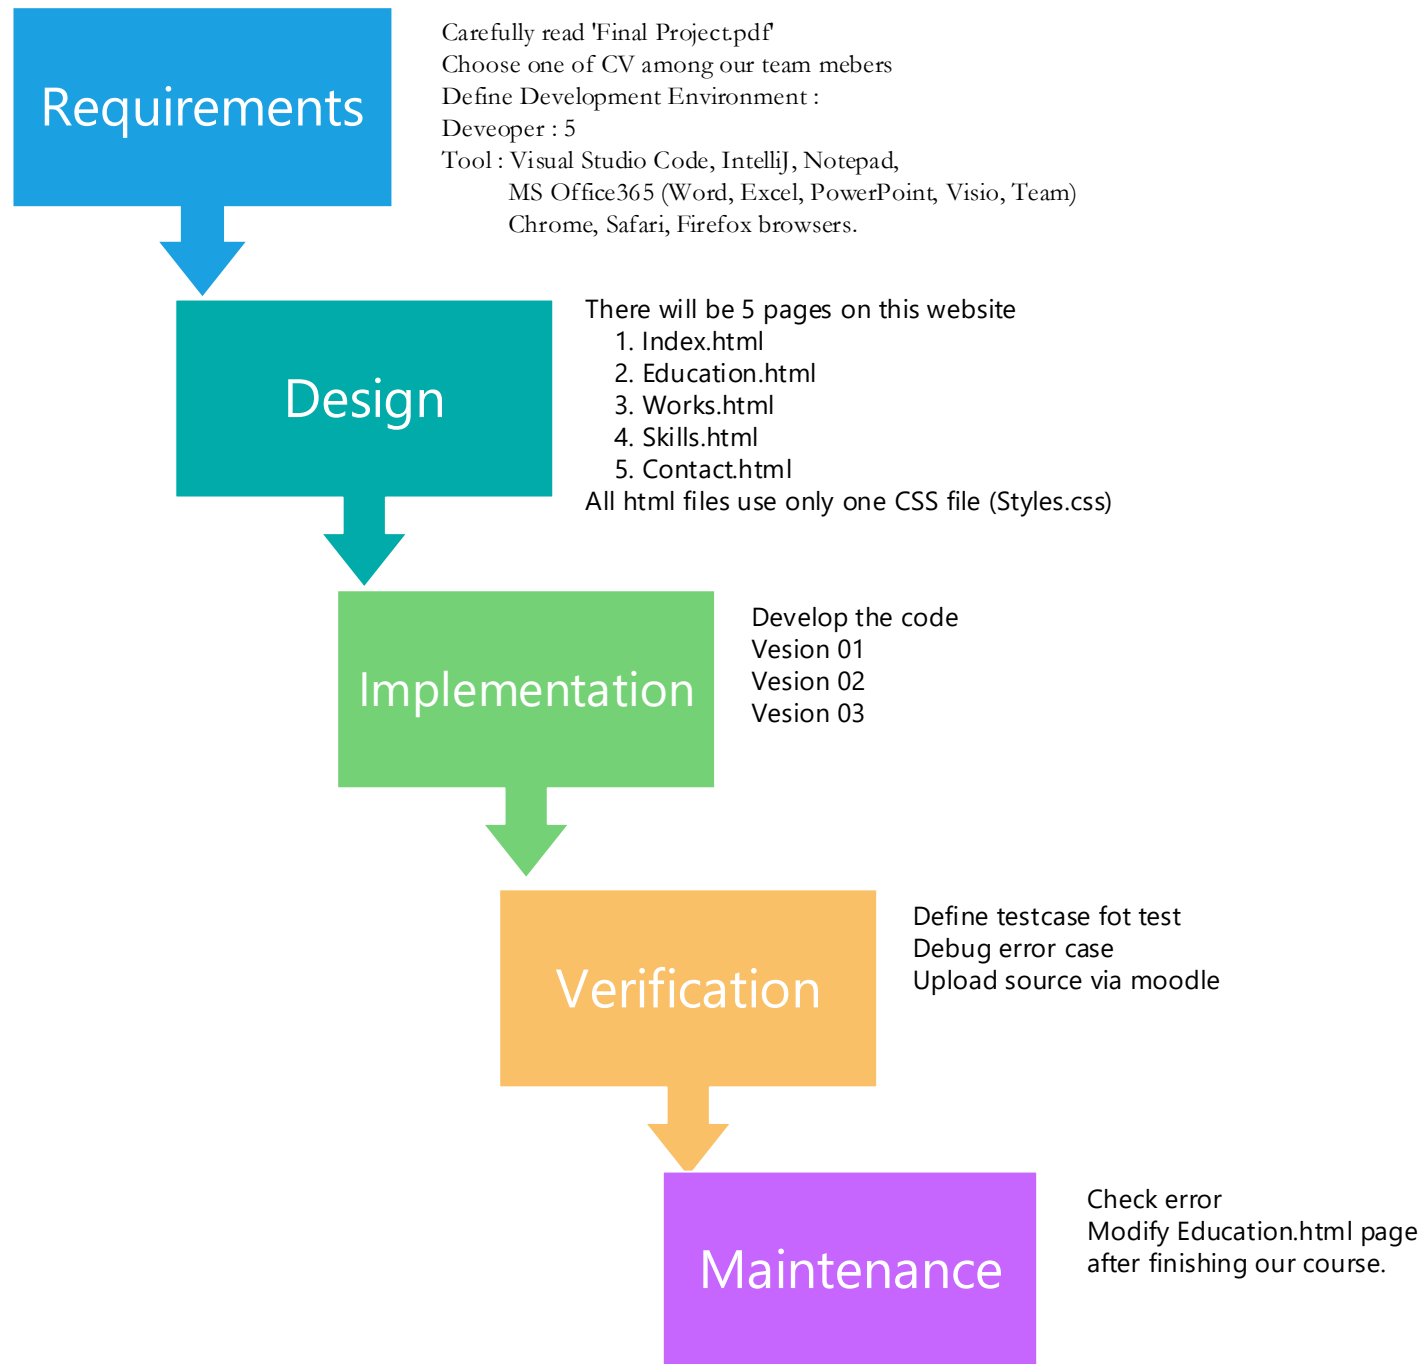 Requirements
Carefully read 'Final Project.pdf'
Choose one of CV among our team mebers
Define Development Environment :
Deveoper : 5
Tool : Visual Studio Code, IntelliJ, Notepad,
MS Office365 (Word, Excel, PowerPoint, Visio, Team)
Chrome, Safari, Firefox browsers.
Design
There will be 5 pages on this website
1. Index.html
2. Education.html
3. Works.html
4. Skills.html
5. Contact.html
All html files use only one CSS file (Styles.css)
Implementation
Develop the code
Vesion 01
Vesion 02
Vesion 03
Verification
Define testcase fot test
Debug error case
Upload source via moodle
Maintenance
Check error
Modify Education.html page
after finishing our course.